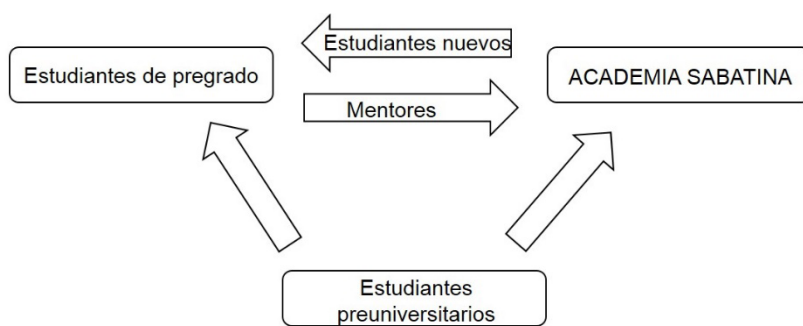 Estudiantes nuevos
Estudiantes de pregrado
ACADEMIA SABATINA
Mentores
Estudiantes
preuniversitarios